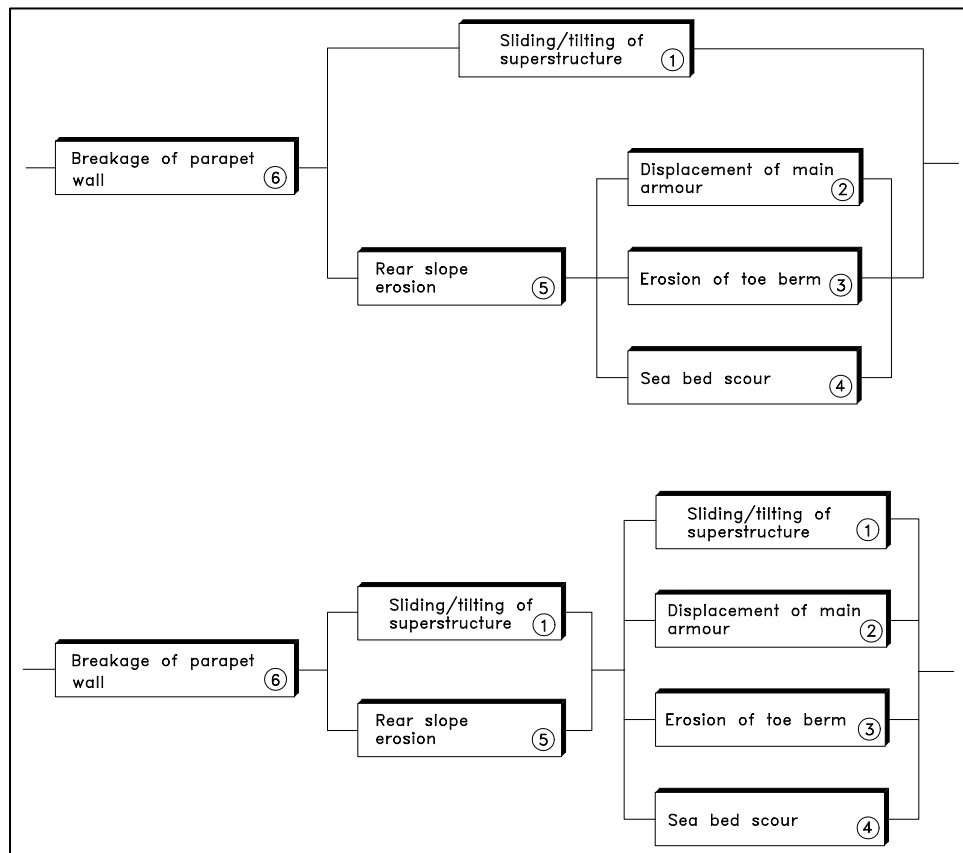 Sliding/tilting of
superstructure
1
Breakage of parapet
wall
6
Displacement of main
armour
2
Rear slope
erosion
5
Erosion of toe berm
3
Sea bed scour
4
Sliding/tilting of
superstructure
1
Sliding/tilting of
superstructure
1
Displacement of main
armour
2
Breakage of parapet
wall
6
Rear slope
erosion
5
Erosion of toe berm
3
Sea bed scour
4